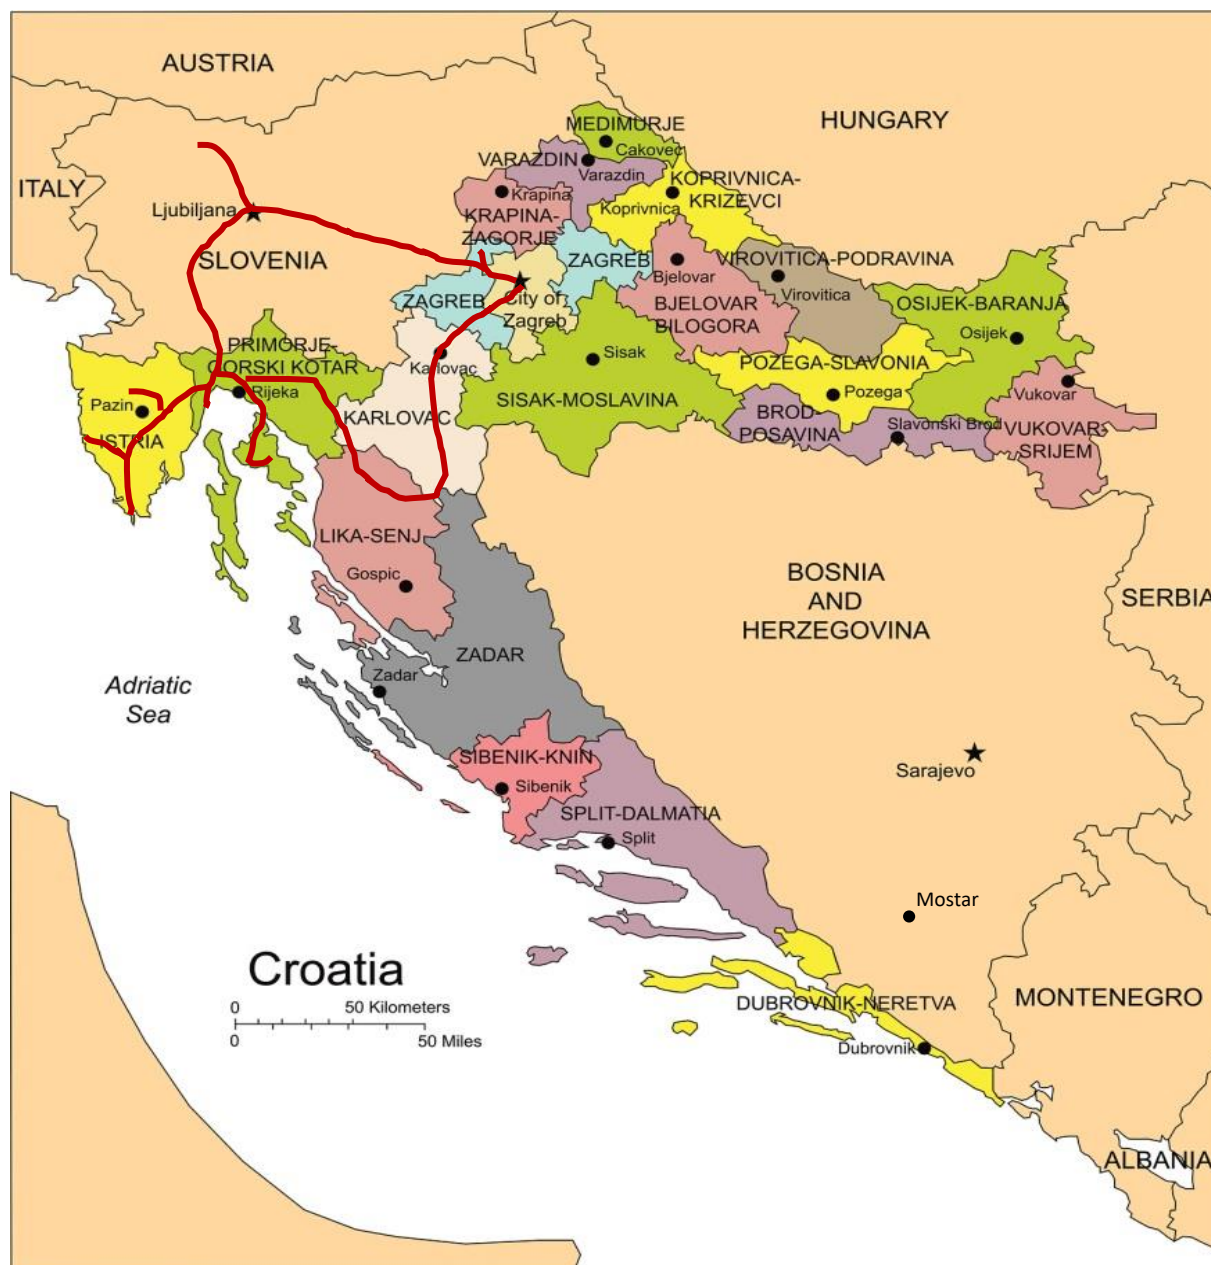 AUSTRIA
HUNGARY
MEDIMURJE
Cakovec
ITALY
VARAZDIN
Varazdin
KOPRIVNICA-
KRIZEVCI
Koprivnica
Krapina
KRAPINA-
ZAGORJE
Ljubiljana
SLOVENIA
ZAGREB
ZAGREB
City of
Zagreb
Bjelovar
BJELOVAR
BILOGORA
VIROVITICA-PODRAVINA
Virovitica
OSIJEK-BARANJA
Osijek
PRIMORJE-
GORSKI KOTAR
Rijeka
Karlovac
KARLOVAC
Sisak
SISAK-MOSLAVINA
POZEGA-SLAVONIA
Pozega
Vukovar
VUKOVAR-
SRIJEM
BROD-
POSAVINA
Slavonski Brod
Pazin
ISTRIA
LIKA-SENJ
Gospic
BOSNIA
AND
HERZEGOVINA
SERBIA
ZADAR
Zadar
Adriatic
Sea
SIBENIK-KNIN
Sibenik
Sarajevo
SPLIT-DALMATIA
Split
Mostar
Croatia
0 50 Kilometers
0 50 Miles
DUBROVNIK-NERETVA
Dubrovnik
MONTENEGRO
ALBANIA